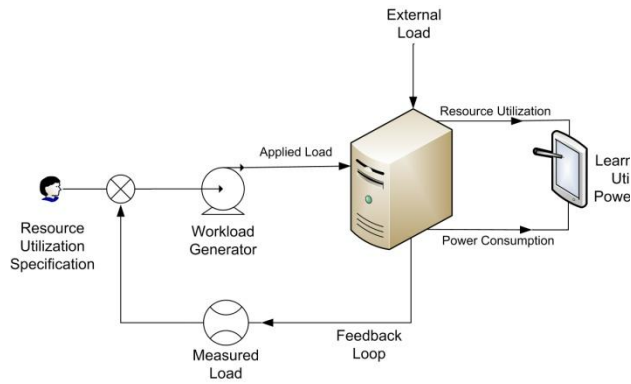 External
Load
Resource Utilization
Applied Load
Power Consumption
Resource
Utilization
Specification
Workload
Generator
Feedback
Loop
Measured
Load